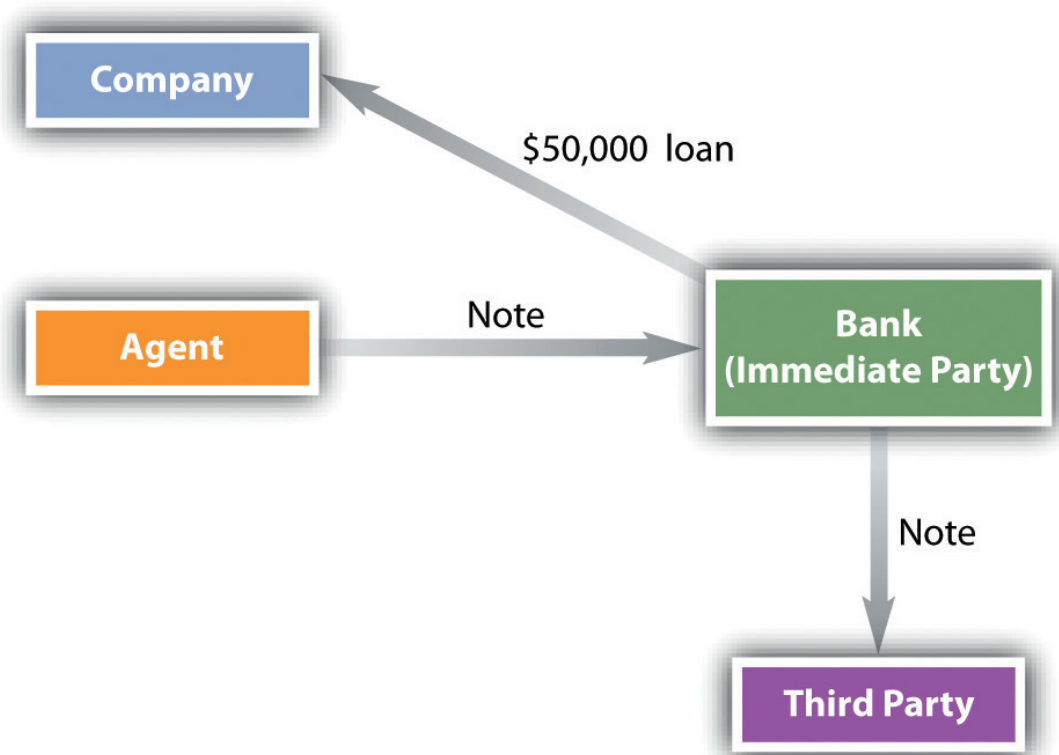 Company
$50,000 loan
Agent
Note
Bank
(Immediate Party)
Note
Third Party